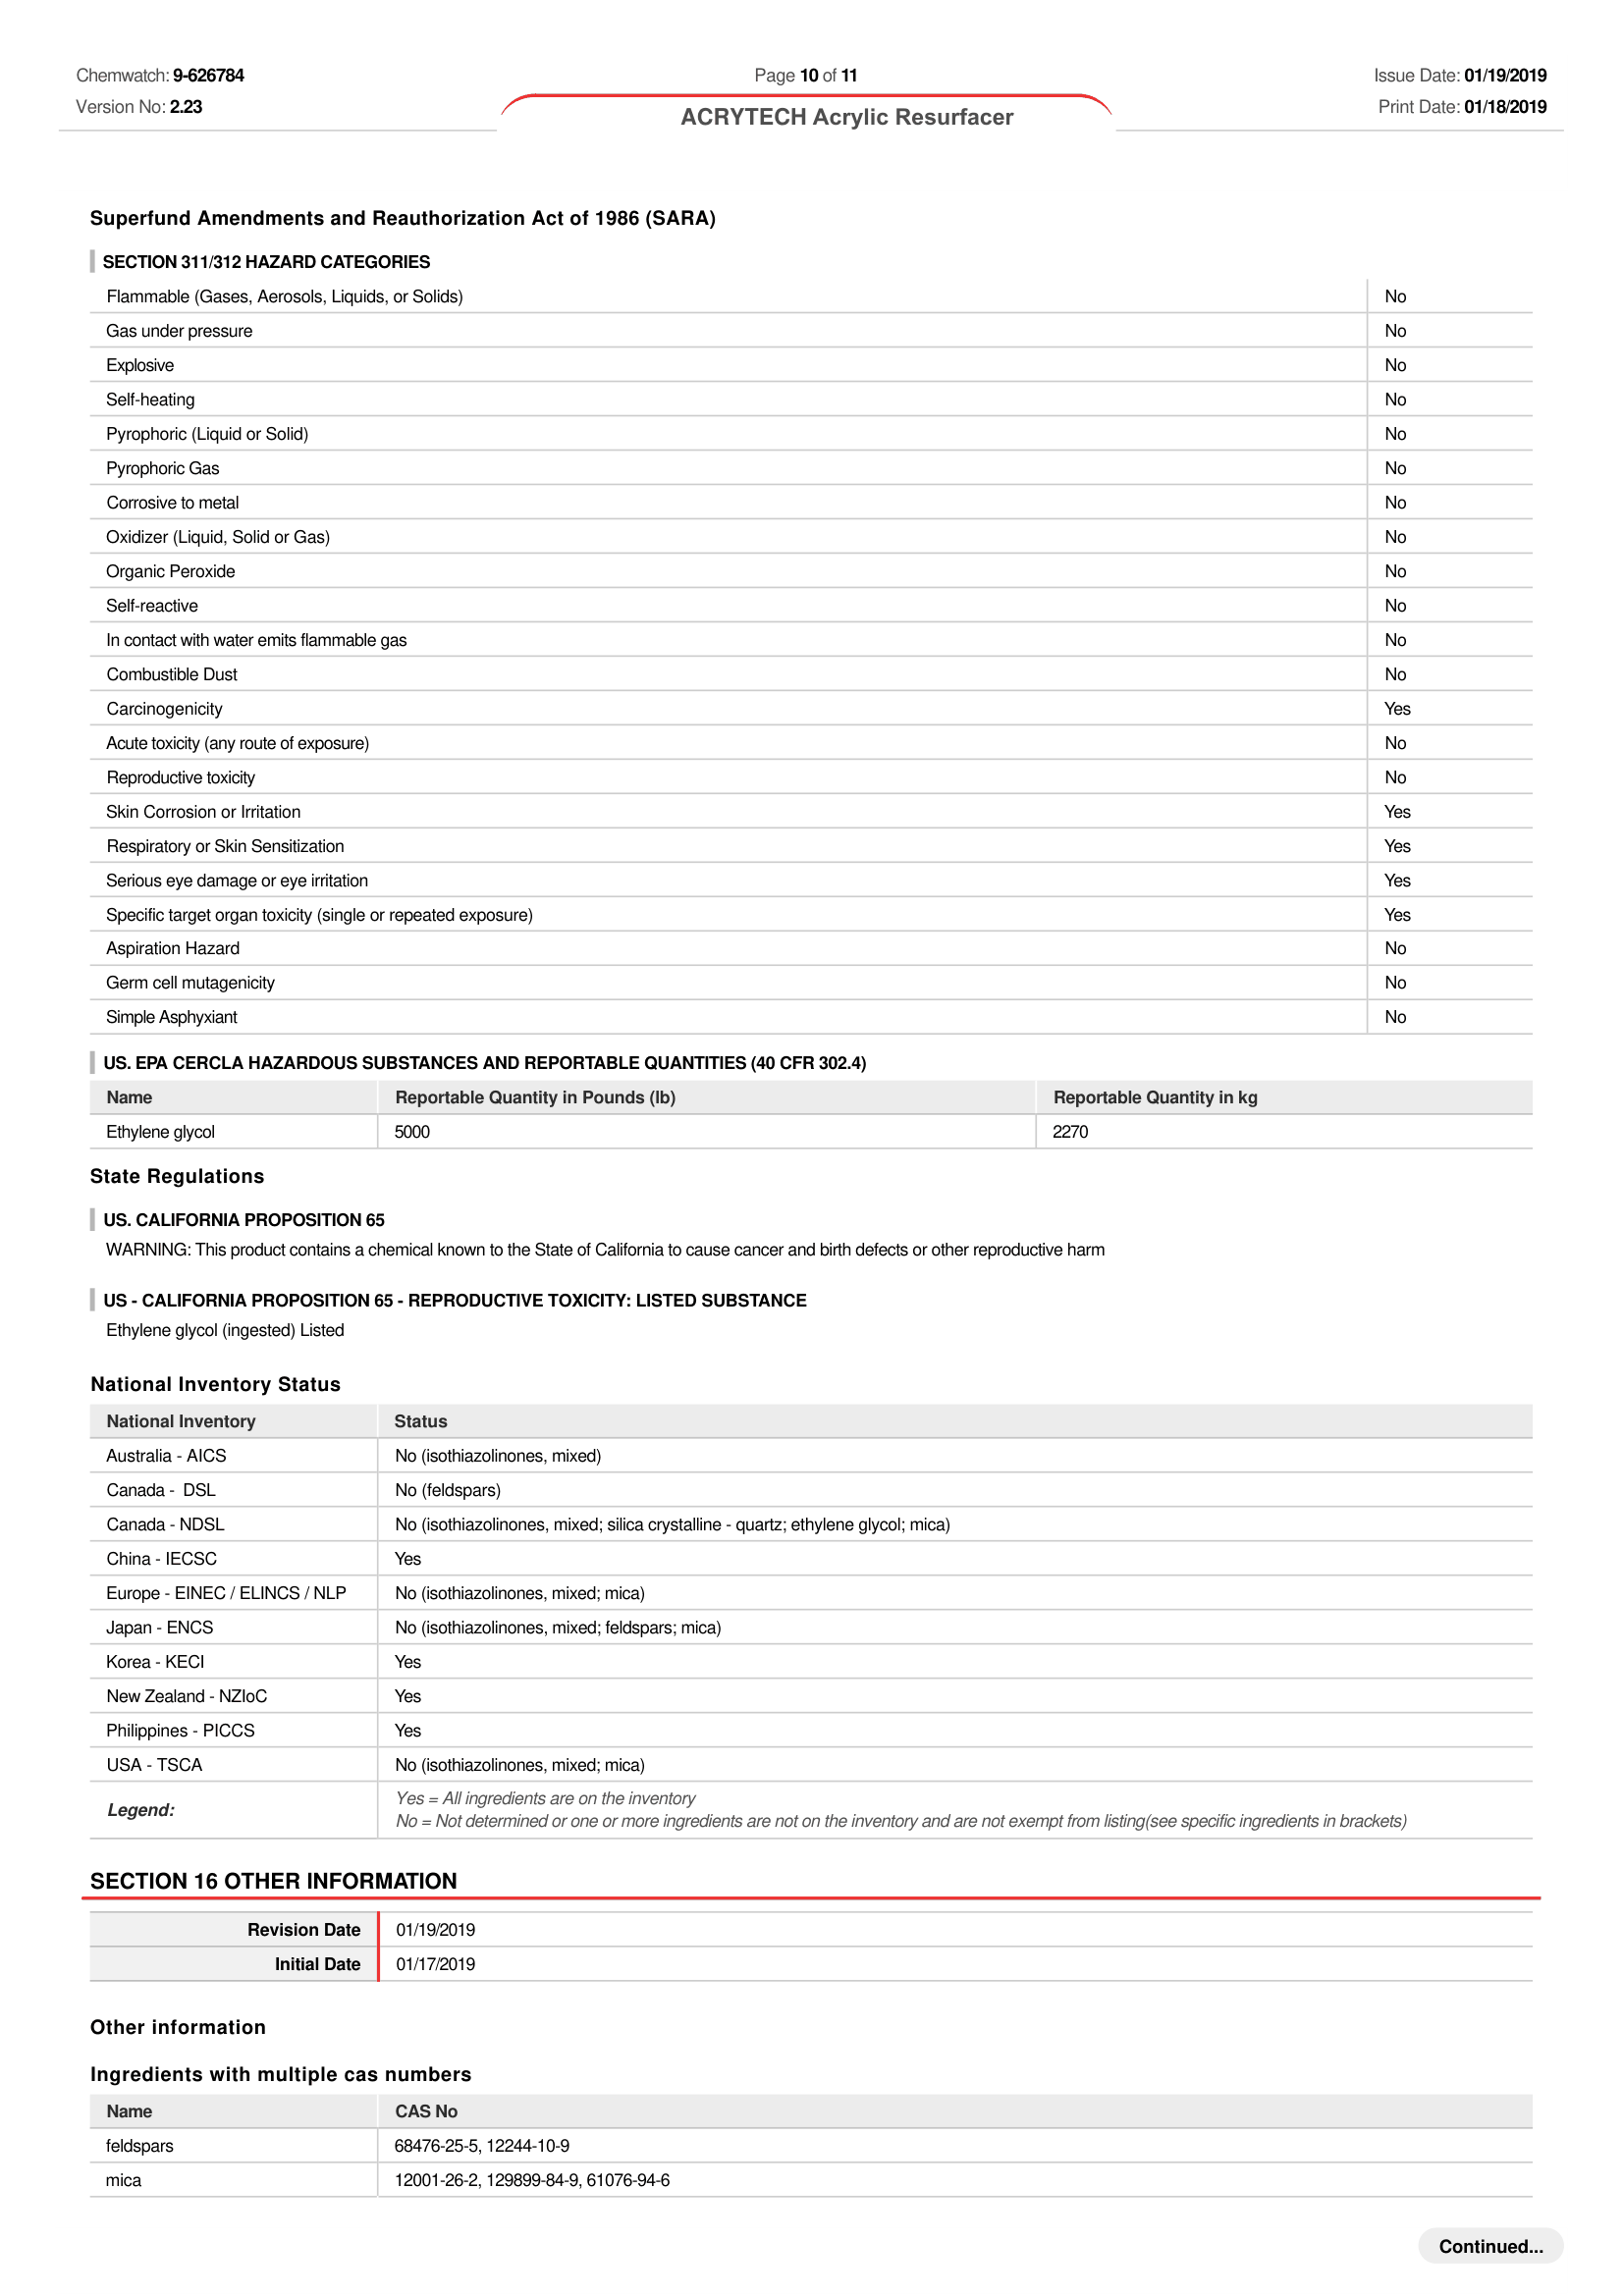 Chemwatch: 9-626784
Page 10 of 11
Issue Date: 01/19/2019
Version No: 2.23
ACRYTECH Acrylic Resurfacer
Print Date: 01/18/2019
Superfund Amendments and Reauthorization Act of 1986 (SARA)
SECTION 311/312 HAZARD CATEGORIES
Flammable (Gases, Aerosols, Liquids, or Solids) No
Gas under pressure No
Explosive No
Self-heating No
Pyrophoric (Liquid or Solid) No
Pyrophoric Gas No
Corrosive to metal No
Oxidizer (Liquid, Solid or Gas) No
Organic Peroxide No
Self-reactive No
In contact with water emits flammable gas No
Combustible Dust No
Carcinogenicity Yes
Acute toxicity (any route of exposure) No
Reproductive toxicity No
Skin Corrosion or Irritation Yes
Respiratory or Skin Sensitization Yes
Serious eye damage or eye irritation Yes
Specific target organ toxicity (single or repeated exposure) Yes
Aspiration Hazard No
Germ cell mutagenicity No
Simple Asphyxiant No
US. EPA CERCLA HAZARDOUS SUBSTANCES AND REPORTABLE QUANTITIES (40 CFR 302.4)
Name Reportable Quantity in Pounds (lb) Reportable Quantity in kg
Ethylene glycol 5000 2270
State Regulations
US. CALIFORNIA PROPOSITION 65
WARNING: This product contains a chemical known to the State of California to cause cancer and birth defects or other reproductive harm
US - CALIFORNIA PROPOSITION 65 - REPRODUCTIVE TOXICITY: LISTED SUBSTANCE
Ethylene glycol (ingested) Listed
National Inventory Status
National Inventory Status
Australia - AICS No (isothiazolinones, mixed)
Canada - DSL No (feldspars)
Canada - NDSL No (isothiazolinones, mixed; silica crystalline - quartz; ethylene glycol; mica)
China - IECSC Yes
Europe - EINEC / ELINCS / NLP No (isothiazolinones, mixed; mica)
Japan - ENCS No (isothiazolinones, mixed; feldspars; mica)
Korea - KECI Yes
New Zealand - NZIoC Yes
Philippines - PICCS Yes
USA - TSCA No (isothiazolinones, mixed; mica)
Legend: Yes = All ingredients are on the inventory
No = Not determined or one or more ingredients are not on the inventory and are not exempt from listing(see specific ingredients in brackets)
SECTION 16 OTHER INFORMATION
Revision Date 01/19/2019
Initial Date 01/17/2019
Other information
Ingredients with multiple cas numbers
Name CAS No
feldspars 68476-25-5, 12244-10-9
mica 12001-26-2, 129899-84-9, 61076-94-6
Continued...